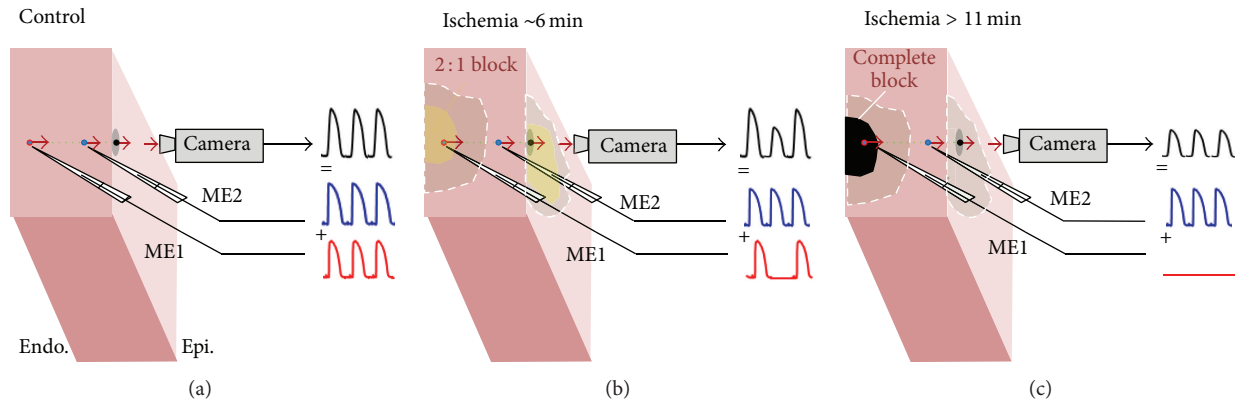 Control
Camera
=
ME2
+
ME1
Endo.
Epi.
(a)
Ischemia ~6 min
2 : 1 block
Camera
=
ME2
+
ME1
(b)
Ischemia > 11 min
Complete
block
Camera
=
ME2
+
ME1
(c)